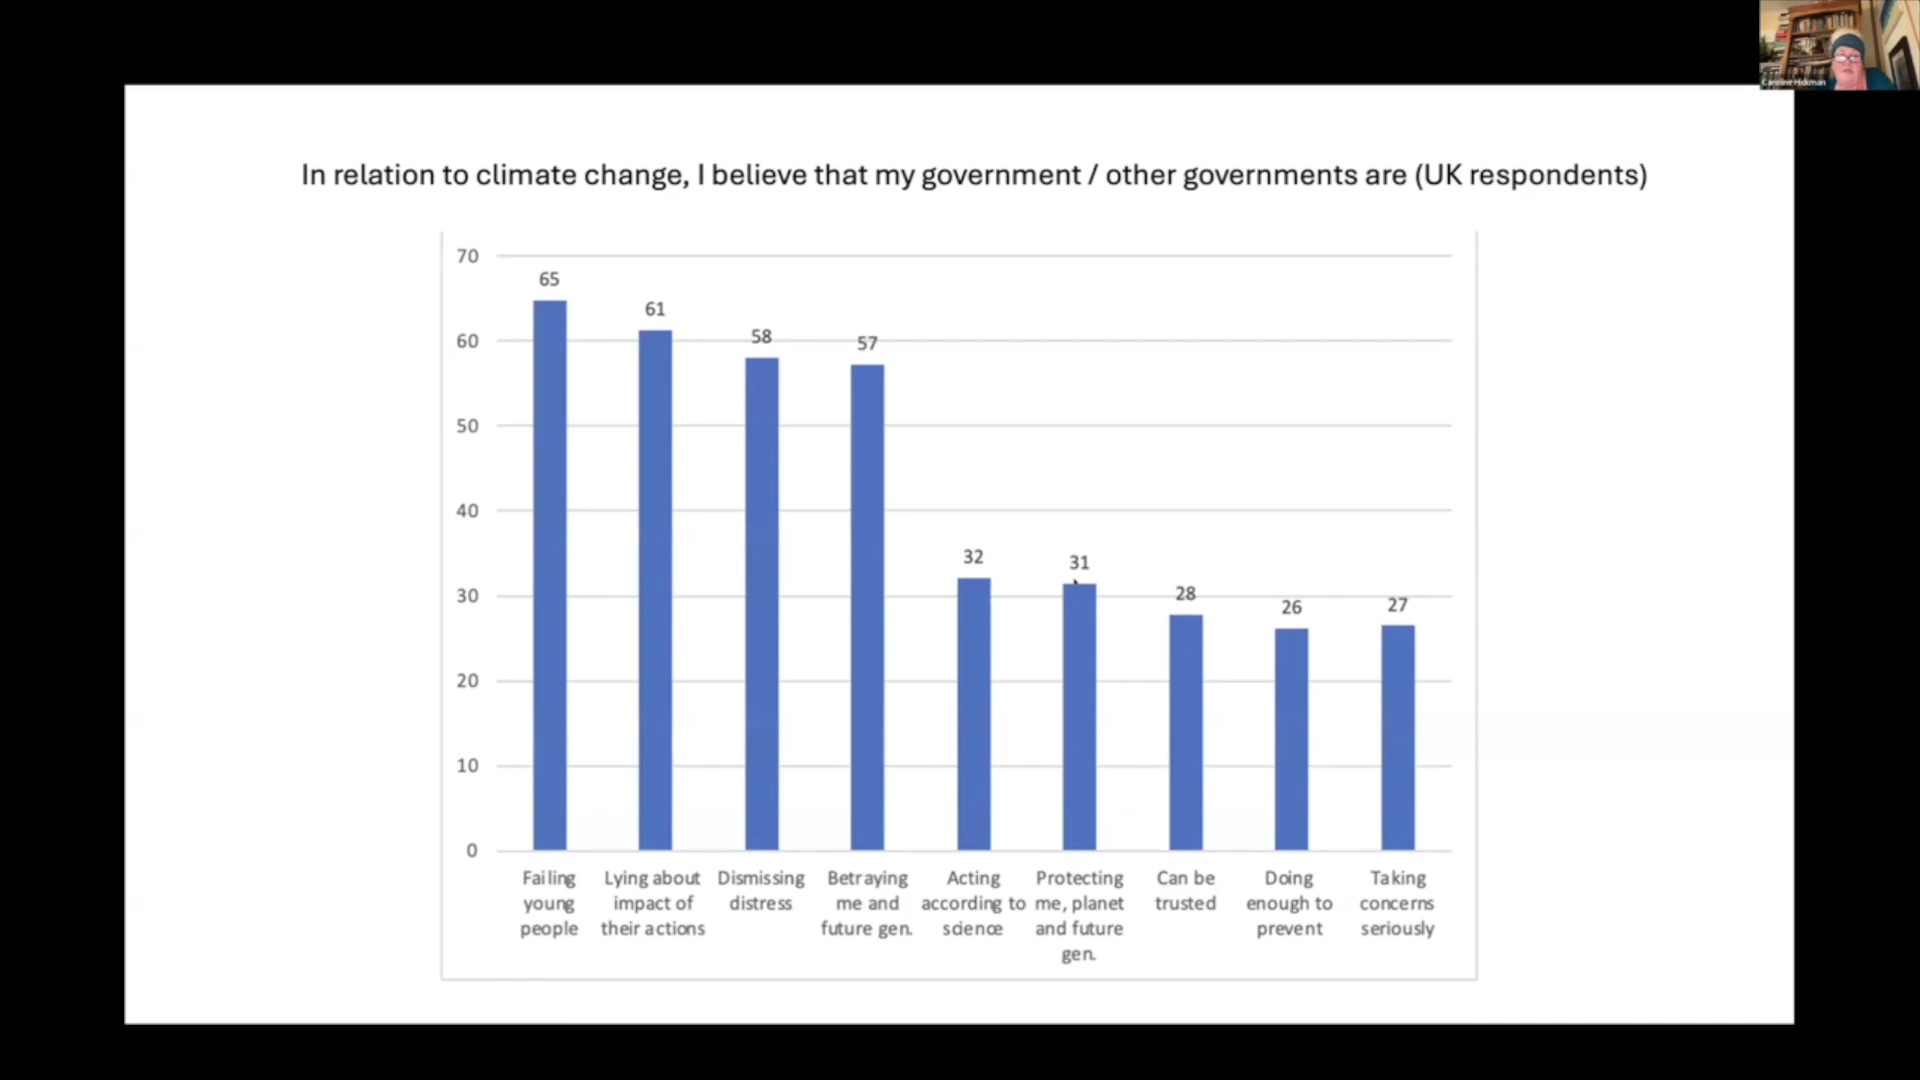 Caroline Hickman
In relation to climate change, I believe that my government / other governments are (UK respondents)
70
60
50
40
30
20
10
0
65
61
58
57
32
31
28
26
27
Failing
young
people
Lying about
impact of
their actions
Dismissing
distress
Betraying
me and
future gen.
Acting
according to
science
Protecting
me, planet
and future
gen.
Can be
trusted
Doing
enough to
prevent
Taking
concerns
seriously